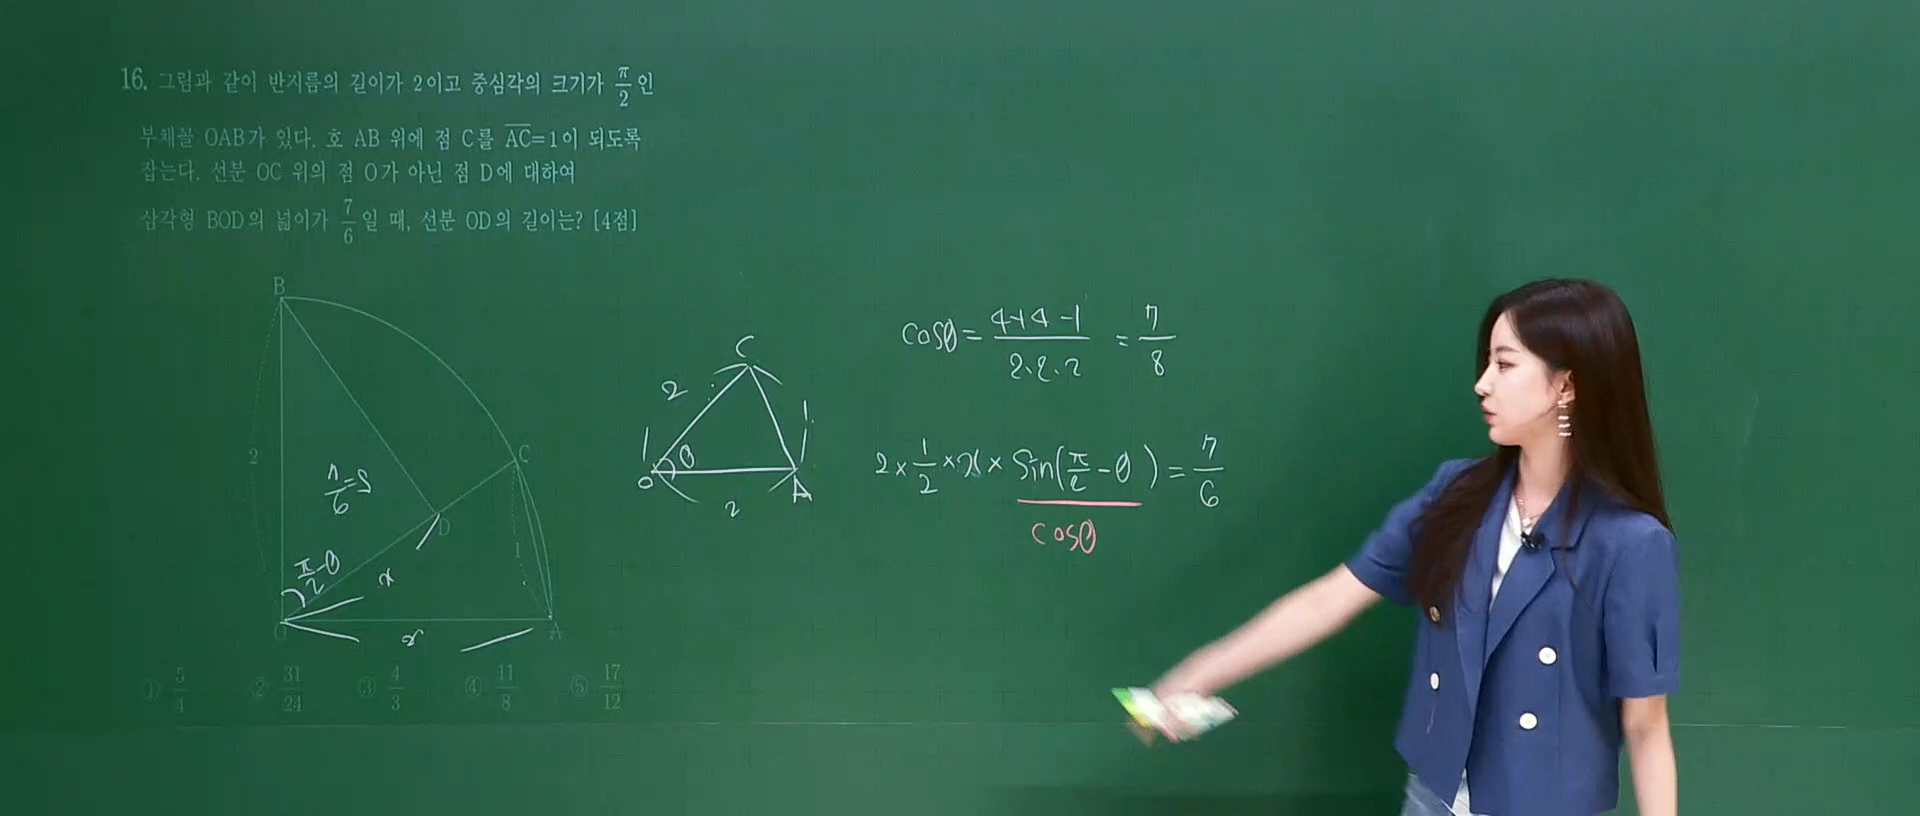 16. 그림과 같이 반지름의 길이가 2이고 중심각의 크기가 π/2 인
부채꼴 OAB가 있다. 호 AB 위에 점 C를 AC=1이 되도록
잡는다. 선분 OC 위의 점 O가 아닌 점 D에 대하여
삼각형 BOD의 넓이가 7/6 일 때, 선분 OD의 길이는? [4점]
B
2
7/6=S
π/2-θ
x
D
C
1
O
2
A
C
2
1
θ
O
2
A
cosθ = (4+4-1)/(2·2·2) = 7/8
2 × 1/2 × x × sin(π/2 - θ) = 7/6
cosθ
① 5/4 ② 31/24 ③ 4/3 ④ 11/8 ⑤ 17/12